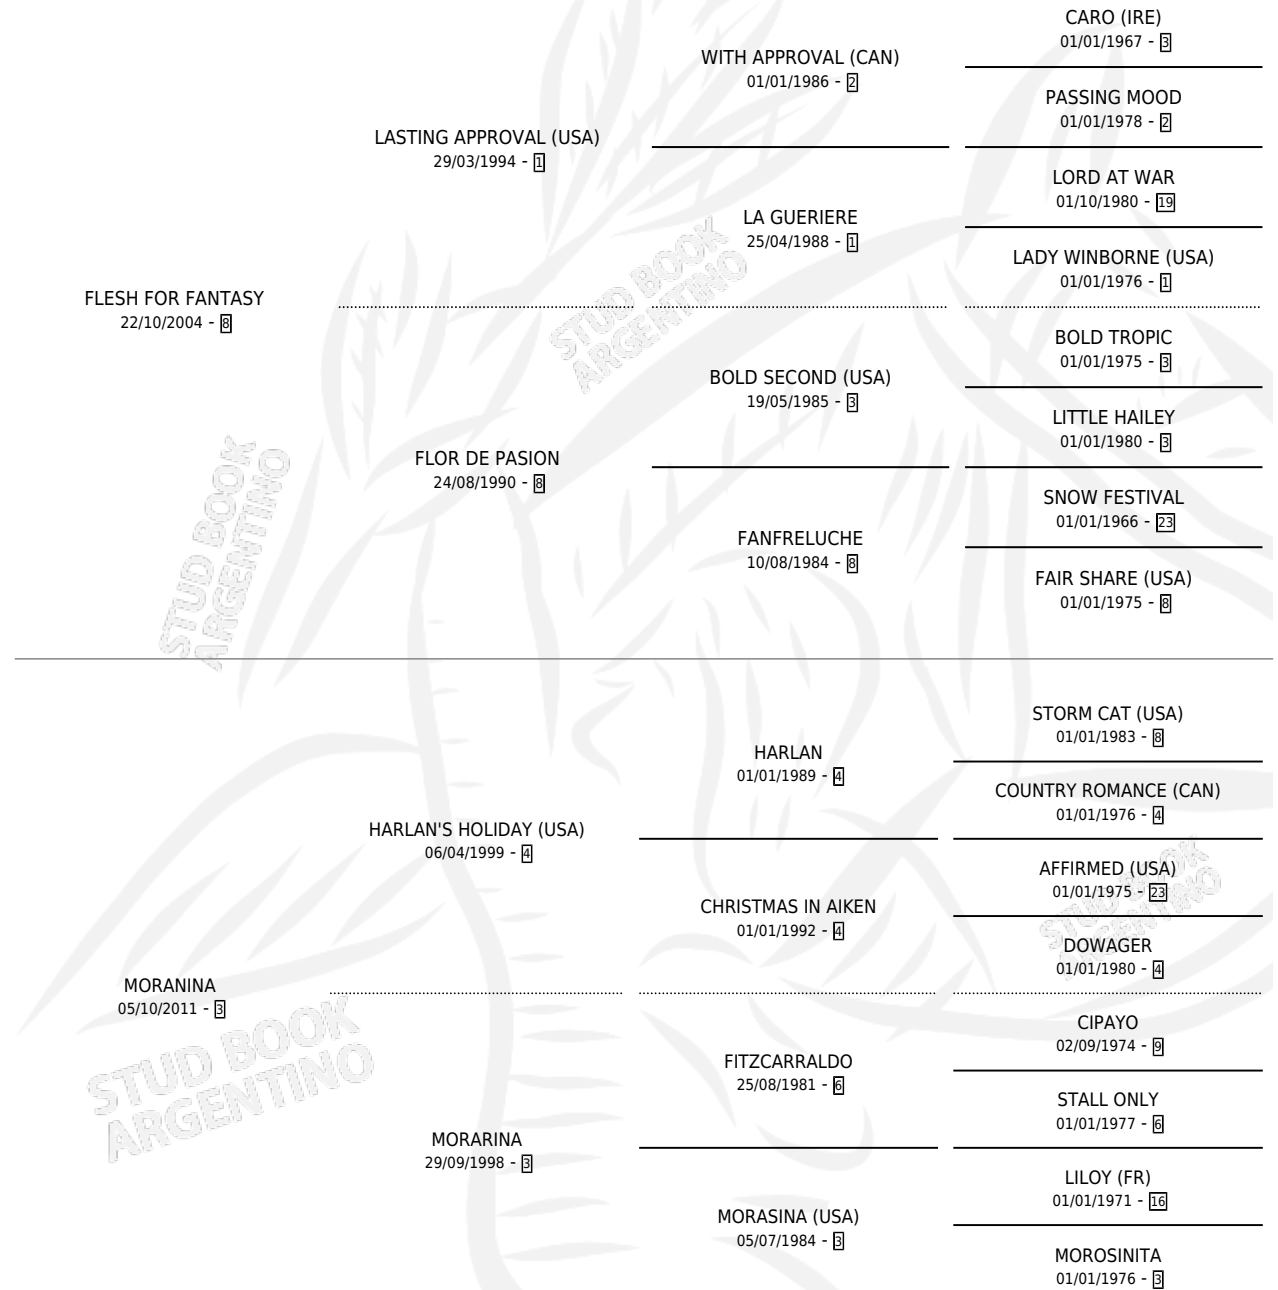 CARO (IRE)
01/01/1967 - 3
WITH APPROVAL (CAN)
01/01/1986 - 2
PASSING MOOD
01/01/1978 - 2
LASTING APPROVAL (USA)
29/03/1994 - 1
LORD AT WAR
01/10/1980 - 19
LA GUERIERE
25/04/1988 - 1
LADY WINBORNE (USA)
01/01/1976 - 1
FLESH FOR FANTASY
22/10/2004 - 8
BOLD TROPIC
01/01/1975 - 3
BOLD SECOND (USA)
19/05/1985 - 3
LITTLE HAILEY
01/01/1980 - 3
FLOR DE PASION
24/08/1990 - 8
SNOW FESTIVAL
01/01/1966 - 23
FANFRELUCHE
10/08/1984 - 8
FAIR SHARE (USA)
01/01/1975 - 8
STORM CAT (USA)
01/01/1983 - 8
HARLAN
01/01/1989 - 4
COUNTRY ROMANCE (CAN)
01/01/1976 - 4
HARLAN'S HOLIDAY (USA)
06/04/1999 - 4
AFFIRMED (USA)
01/01/1975 - 23
CHRISTMAS IN AIKEN
01/01/1992 - 4
DOWAGER
01/01/1980 - 4
MORANINA
05/10/2011 - 3
CIPAYO
02/09/1974 - 9
FITZCARRALDO
25/08/1981 - 6
STALL ONLY
01/01/1977 - 6
MORARINA
29/09/1998 - 3
LILOY (FR)
01/01/1971 - 16
MORASINA (USA)
05/07/1984 - 3
MOROSINITA
01/01/1976 - 3
STUD BOOK
ARGENTINO
STUD BOOK
ARGENTINO
STUD BOOK
ARGENTINO
STUD BOOK
ARGENTINO